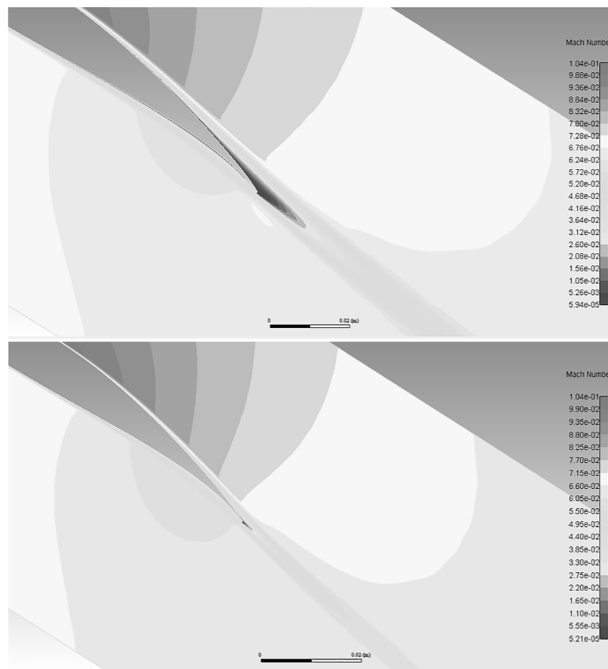 Mach Numbe
1.04e-01
9.88e-02
9.36e-02
8.84e-02
8.32e-02
7.80e-02
7.28e-02
6.76e-02
6.24e-02
5.72e-02
5.20e-02
4.68e-02
4.16e-02
3.64e-02
3.12e-02
2.60e-02
2.08e-02
1.56e-02
1.05e-02
5.26e-03
5.94e-05
0 0.02 (m)
Mach Numbe
1.04e-01
9.90e-02
9.35e-02
8.80e-02
8.25e-02
7.70e-02
7.15e-02
6.60e-02
6.05e-02
5.50e-02
4.95e-02
4.40e-02
3.85e-02
3.30e-02
2.75e-02
2.20e-02
1.65e-02
1.10e-02
5.55e-03
5.21e-05
0 0.02 (m)